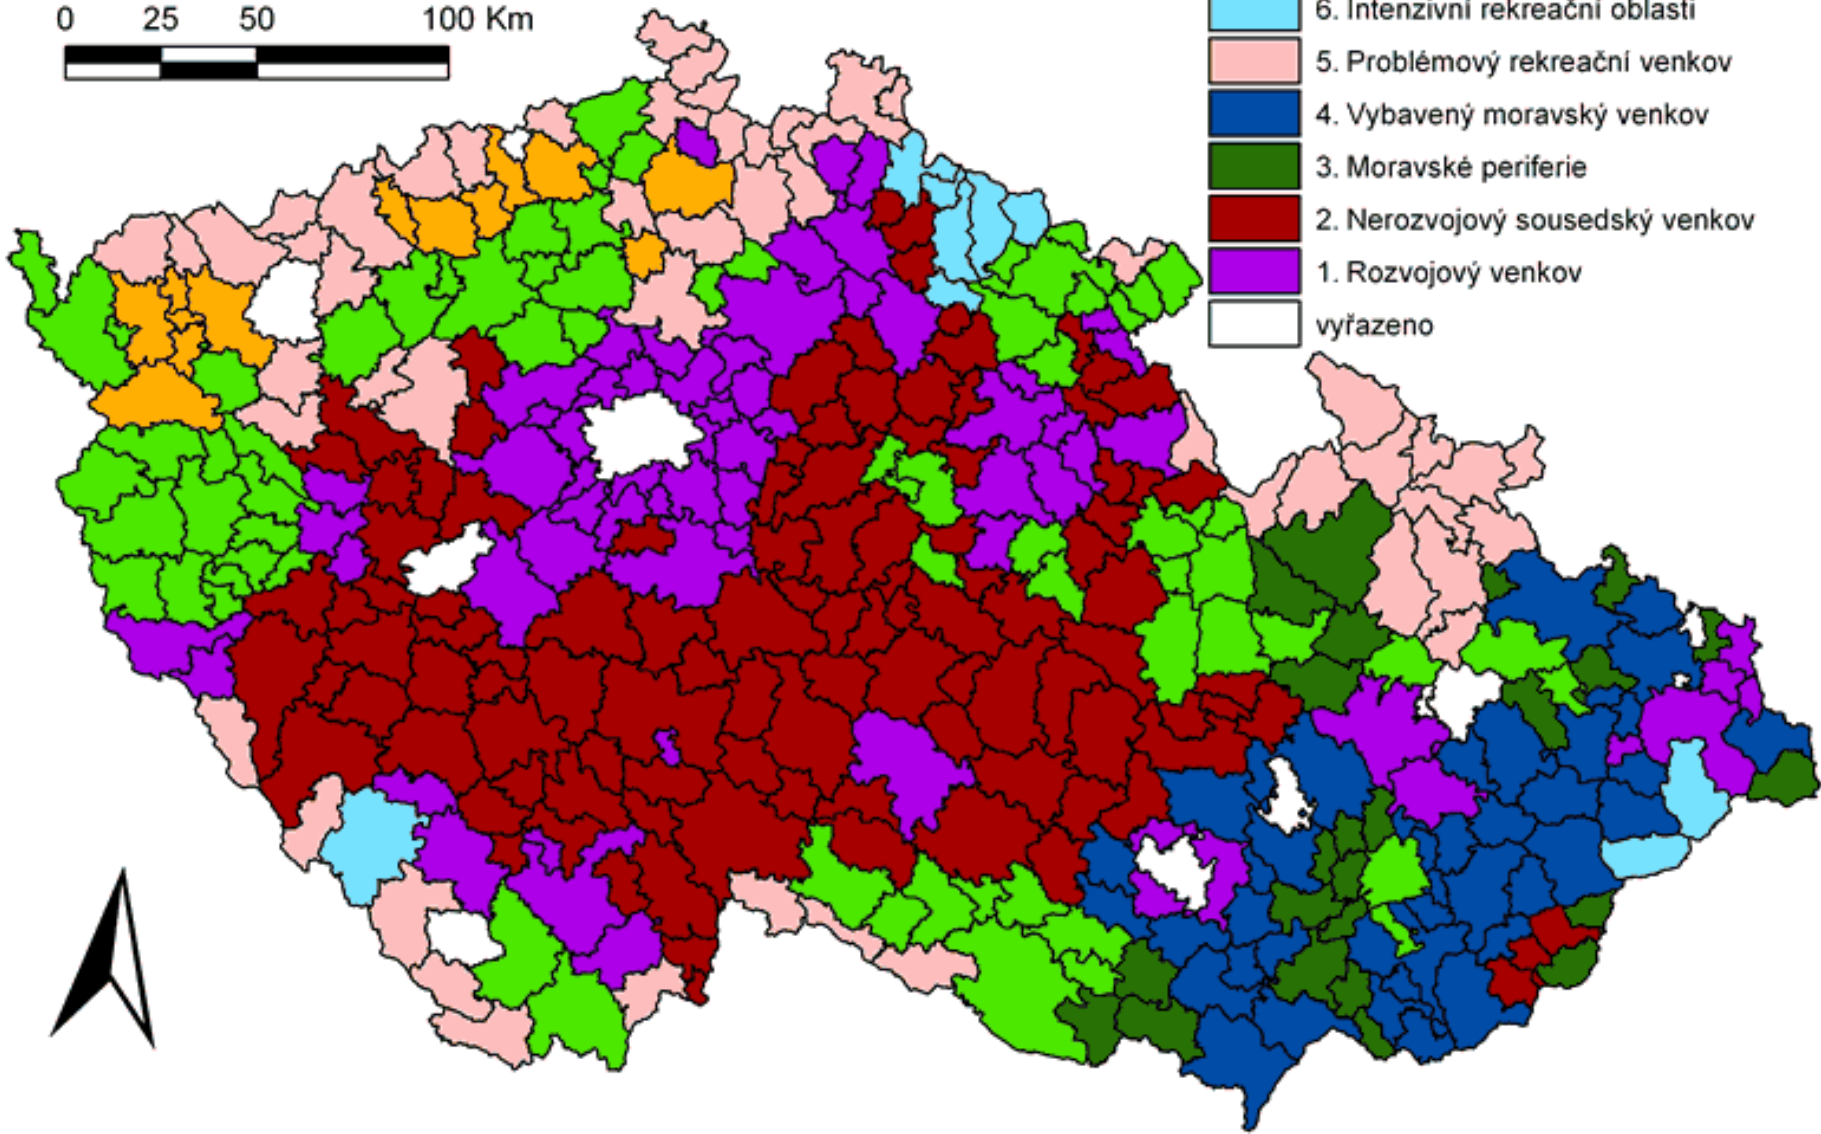 0 25 50 100 Km
6. Intenzivní rekreační oblasti
5. Problémový rekreační venkov
4. Vybavený moravský venkov
3. Moravské periferie
2. Nerozvojový sousedský venkov
1. Rozvojový venkov
vyřazeno